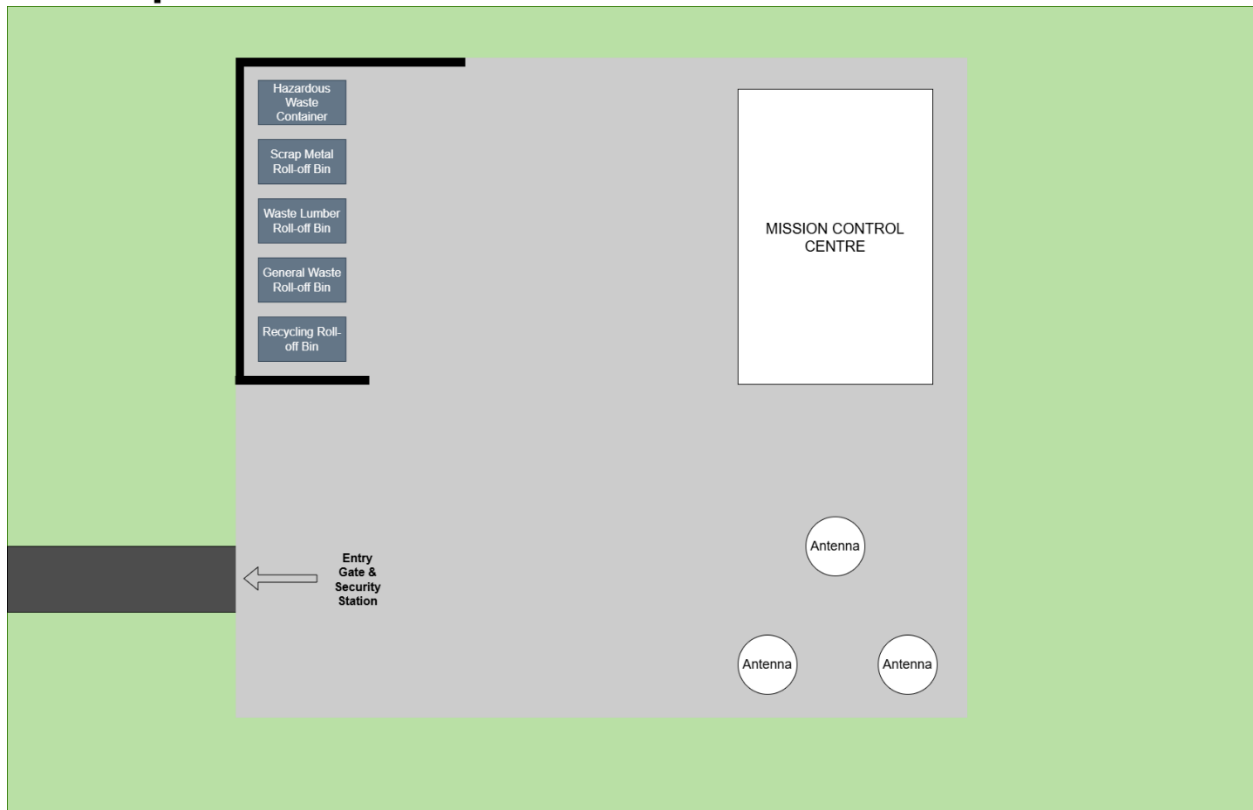 Hazardous
Waste
Container
Scrap Metal
Roll-off Bin
Waste Lumber
Roll-off Bin
General Waste
Roll-off Bin
Recycling Roll-
off Bin
MISSION CONTROL
CENTRE
Entry
Gate &
Security
Station
Antenna
Antenna
Antenna